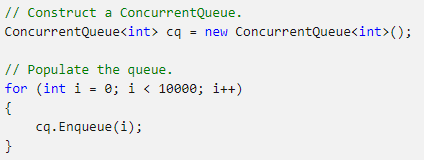 // Construct a ConcurrentQueue.
ConcurrentQueue<int> cq = new ConcurrentQueue<int>();

// Populate the queue.
for (int i = 0; i < 10000; i++)
{
    cq.Enqueue(i);
}